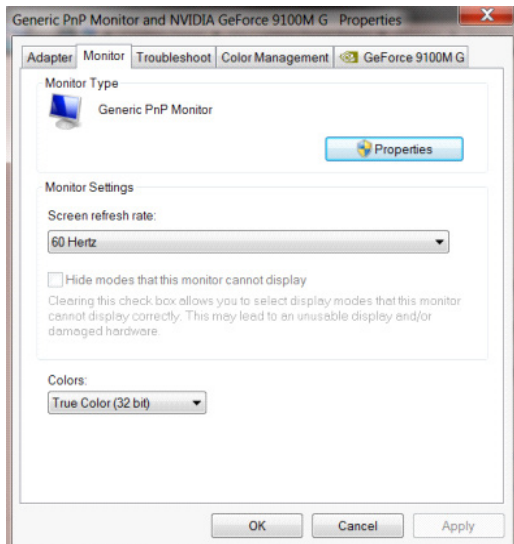 Generic PnP Monitor and NVIDIA GeForce 9100M G Properties
X
Adapter Monitor Troubleshoot Color Management GeForce 9100M G
Monitor Type
Generic PnP Monitor
Properties
Monitor Settings
Screen refresh rate:
60 Hertz
Hide modes that this monitor cannot display
Clearing this check box allows you to select display modes that this monitor
cannot display correctly. This may lead to an unusable display and/or
damaged hardware.
Colors:
True Color (32 bit)
OK Cancel Apply